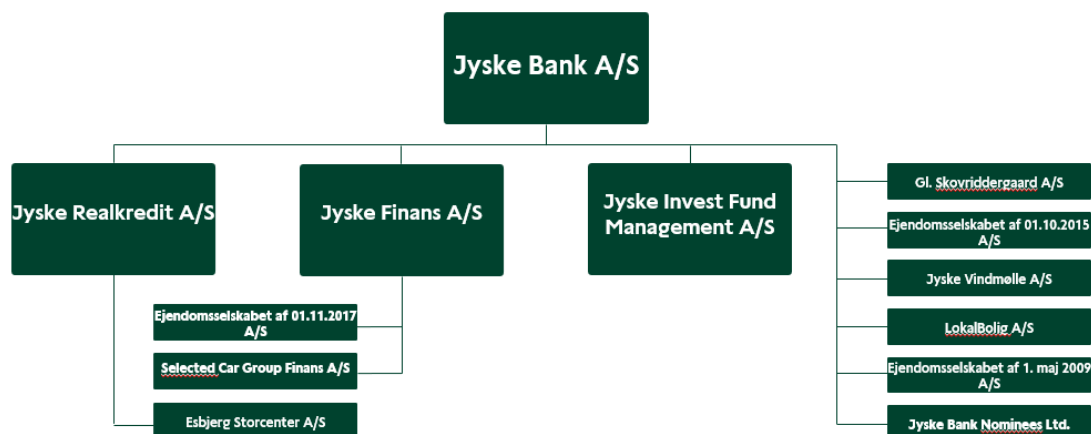 Jyske Bank A/S
Jyske Realkredit A/S
Jyske Finans A/S
Jyske Invest Fund
Management A/S
Gl. Skovriddergaard A/S
Ejendomsselskabet af 01.10.2015
A/S
Jyske Vindmølle A/S
LokalBolig A/S
Ejendomsselskabet af 1. maj 2009
A/S
Jyske Bank Nominees Ltd.
Ejendomsselskabet af 01.11.2017
A/S
Selected Car Group Finans A/S
Esbjerg Storcenter A/S